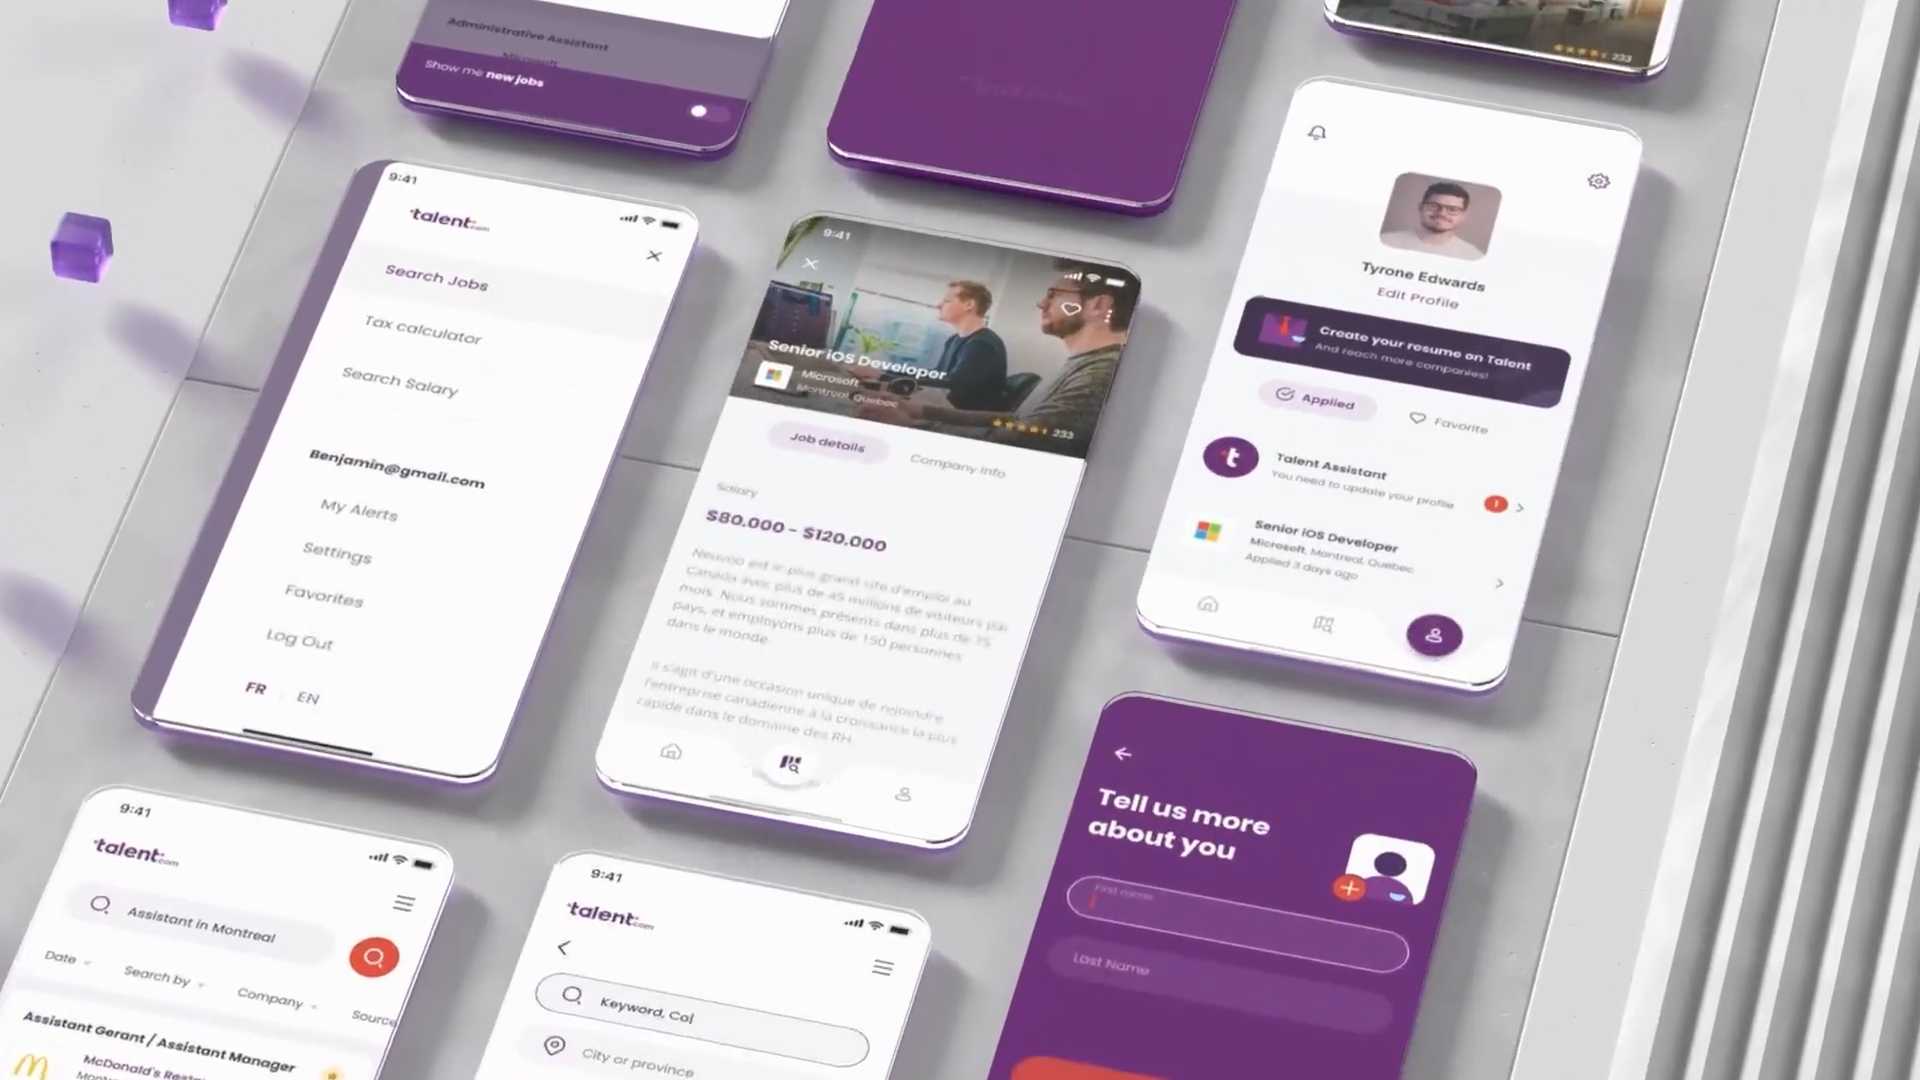 Administrative Assistant
Microsoft
Show me new jobs
233
9:41
talent.com
Search Jobs
Tax calculator
Search Salary
Benjamin@gmail.com
My Alerts
Settings
Favorites
Log Out
FR
EN
9:41
Senior iOS Developer
Microsoft
Montreal, Quebec
233
Job details
Company info
Salary
$80.000 - $120.000
Neuvoo est le plus grand site d'emploi au
Canada avec plus de 45 millions de visiteurs par
mois. Nous sommes présents dans plus de 75
pays, et employons plus de 150 personnes
dans le monde.
Il s'agit d'une occasion unique de rejoindre
l'entreprise canadienne à la croissance la plus
rapide dans le domaine des RH
Tyrone Edwards
Edit Profile
Create your resume on Talent
And reach more companies!
Applied
Favorite
t
Talent Assistant
You need to update your profile
1
Senior iOS Developer
Microsoft, Montreal, Quebec
Applied 3 days ago
9:41
talent.com
Assistant in Montreal
Date
Search by
Company
Source
Assistant Gerant / Assistant Manager
McDonald's
9:41
talent.com
Keyword, Co
City or province
Tell us more
about you
First name
Last Name